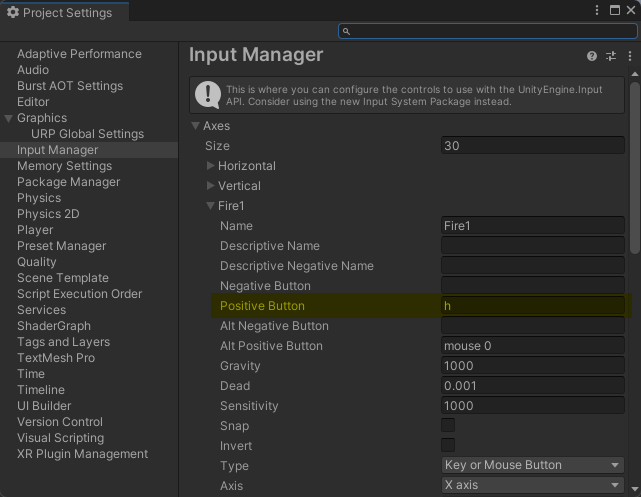 Project Settings
Adaptive Performance
Audio
Burst AOT Settings
Editor
Graphics
URP Global Settings
Input Manager
Memory Settings
Package Manager
Physics
Physics 2D
Player
Preset Manager
Quality
Scene Template
Script Execution Order
Services
ShaderGraph
Tags and Layers
TextMesh Pro
Time
Timeline
UI Builder
Version Control
Visual Scripting
XR Plugin Management
Input Manager
This is where you can configure the controls to use with the UnityEngine.Input
API. Consider using the new Input System Package instead.
Axes
Size 30
Horizontal
Vertical
Fire1
Name Fire1
Descriptive Name
Descriptive Negative Name
Negative Button
Positive Button h
Alt Negative Button
Alt Positive Button mouse 0
Gravity 1000
Dead 0.001
Sensitivity 1000
Snap
Invert
Type Key or Mouse Button
Axis X axis